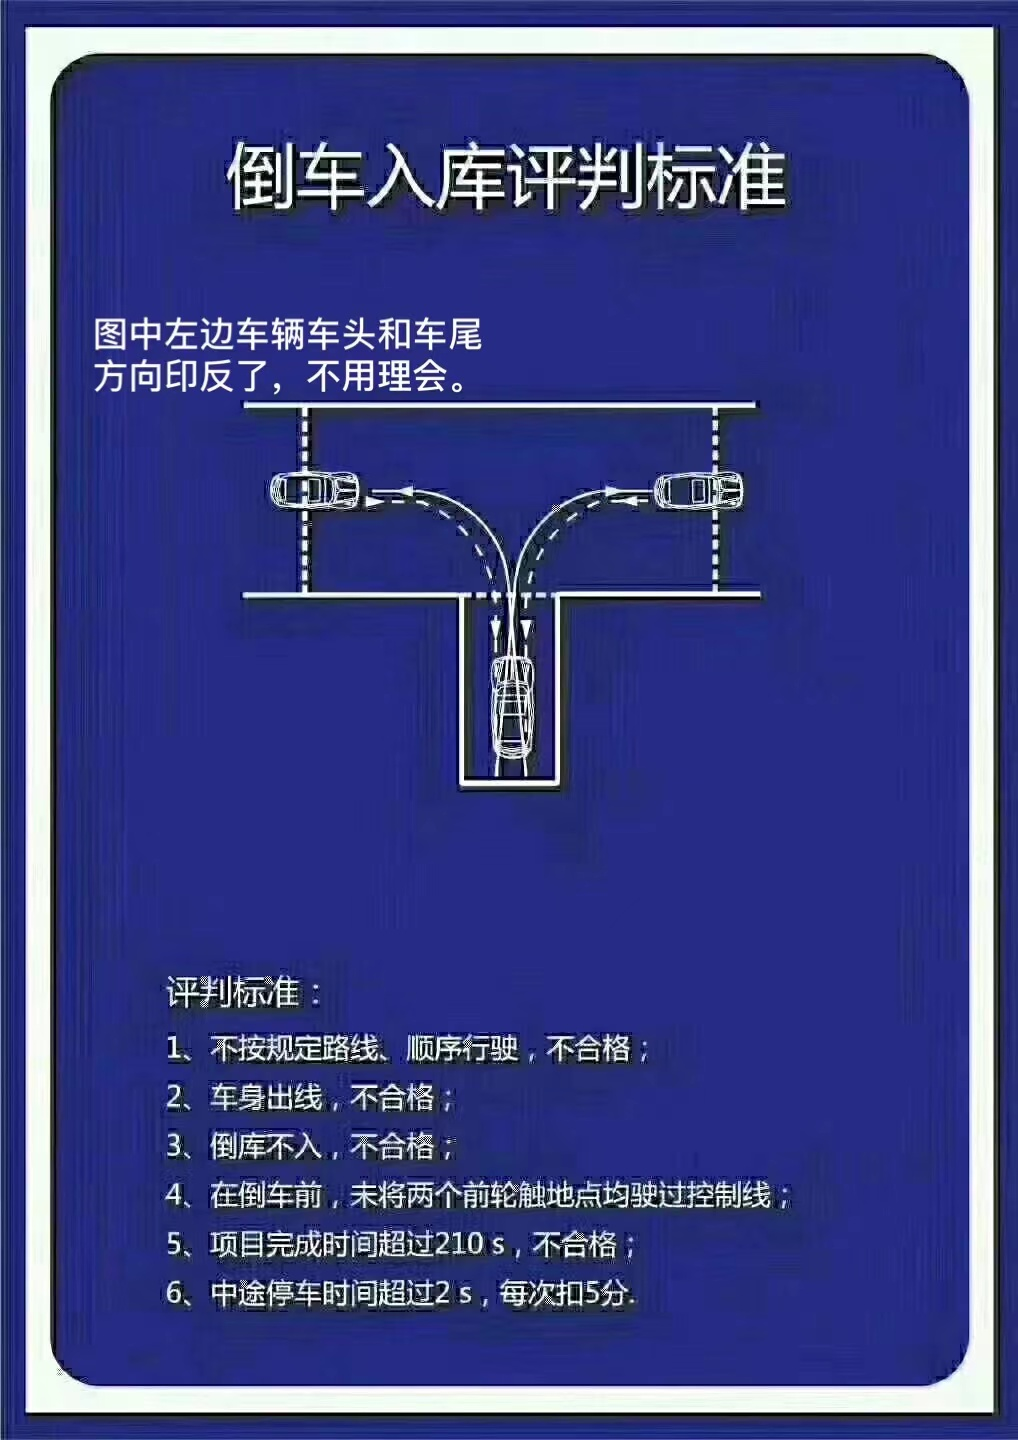 倒车入库评判标准
图中左边车辆车头和车尾
方向印反了，不用理会。
评判标准：
1、不按规定路线、顺序行驶，不合格；
2、车身出线，不合格；
3、倒库不入，不合格；
4、在倒车前，未将两个前轮触地点均驶过控制线；
5、项目完成时间超过210 s，不合格；
6、中途停车时间超过2 s，每次扣5分.